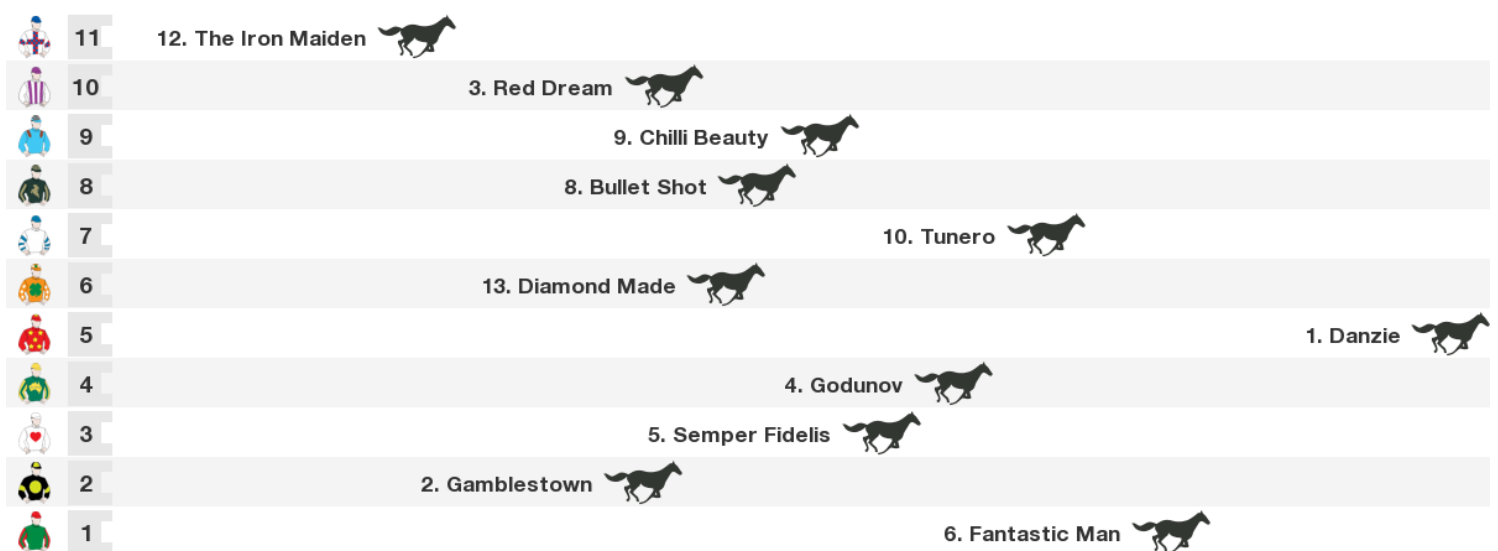 11 12. The Iron Maiden
10 3. Red Dream
9 9. Chilli Beauty
8 8. Bullet Shot
7 10. Tunero
6 13. Diamond Made
5 1. Danzie
4 4. Godunov
3 5. Semper Fidelis
2 2. Gamblestown
1 6. Fantastic Man